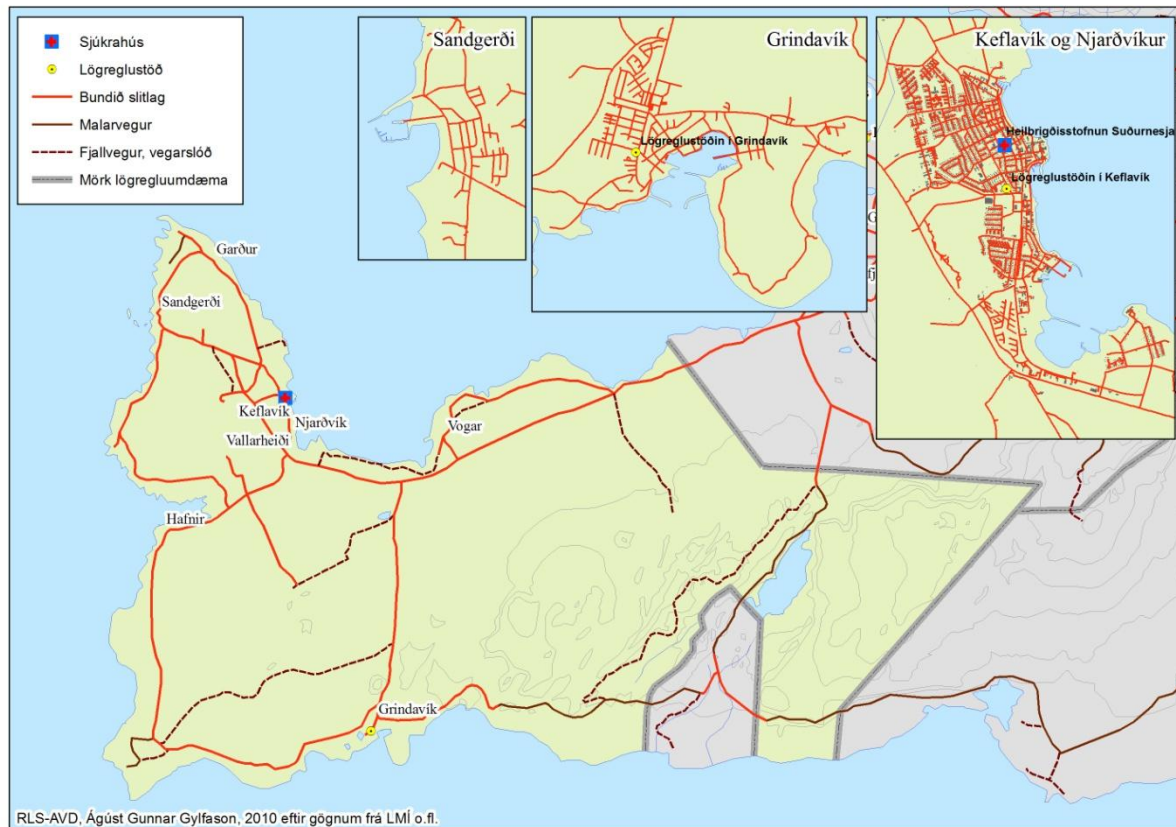 Sjúkrahús
Lögreglustöð
Bundið slitlag
Malarvegur
Fjallvegur, vegarslóð
Mörk lögregluumdæma
Sandgerði
Grindavík
Lögreglustöðin í Grindavík
Keflavík og Njarðvíkur
Heilbrigðisstofnun Suðurnesja
Lögreglustöðin í Keflavík
Garður
Sandgerði
Keflavík
Njarðvík
Vallarheiði
Vogar
Hafnir
Grindavík
RLS-AVD, Ágúst Gunnar Gylfason, 2010 eftir gögnum frá LMÍ o.fl.